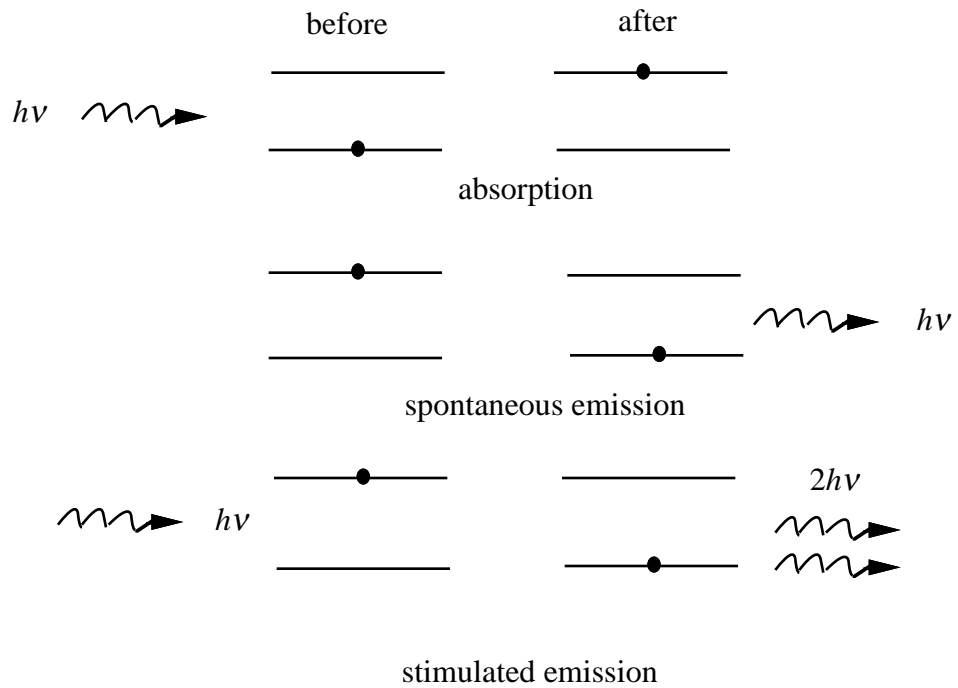 before after
hν
absorption
hν
spontaneous emission
2hν
hν
stimulated emission